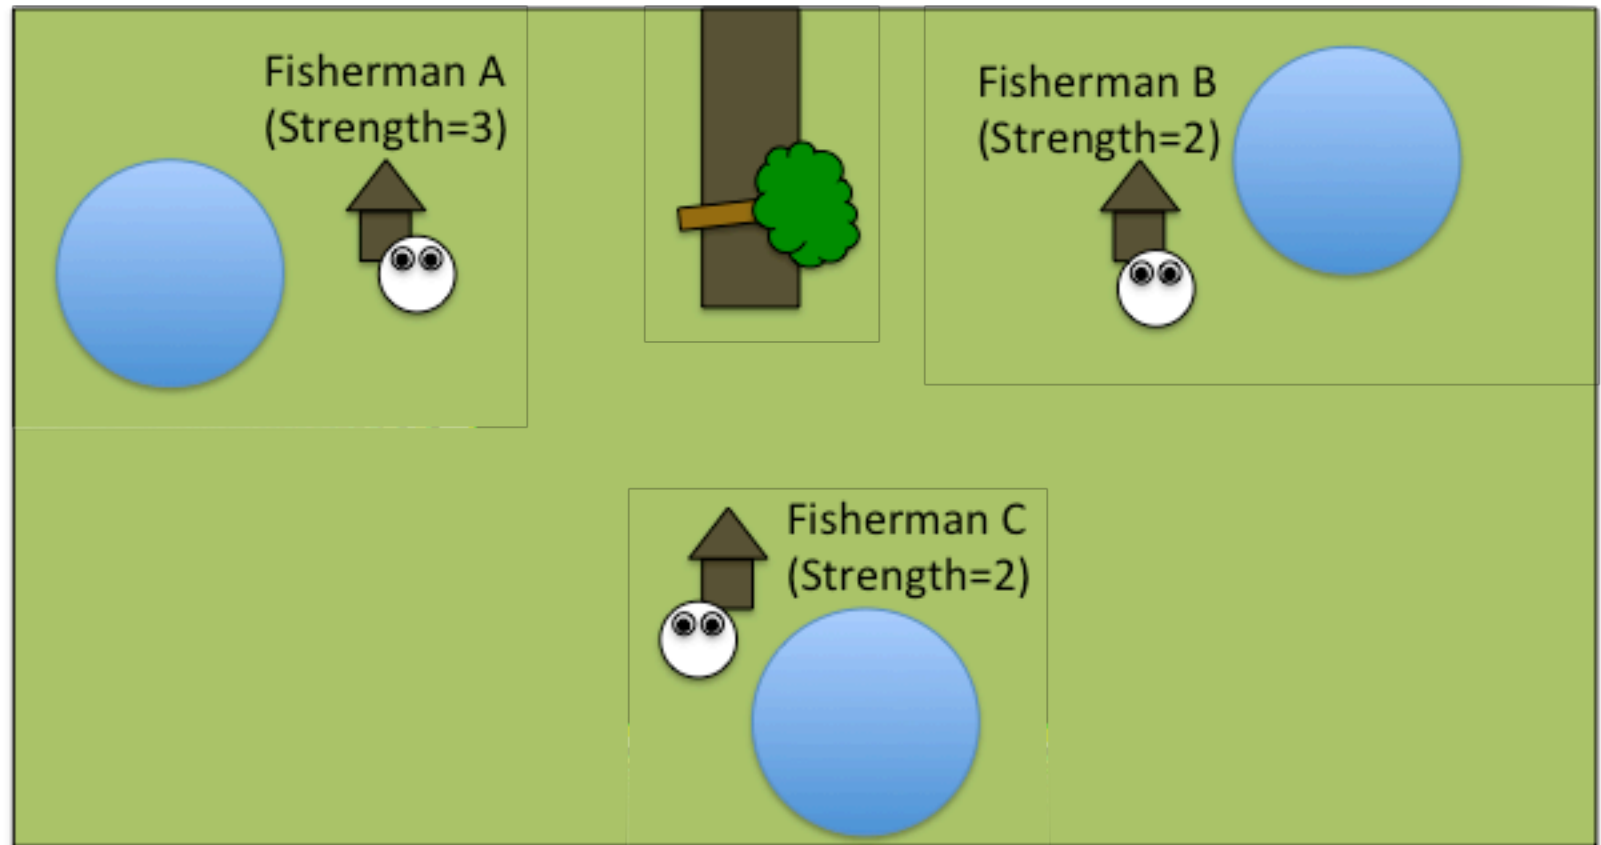 Fisherman A
(Strength=3)
Fisherman B
(Strength=2)
Fisherman C
(Strength=2)